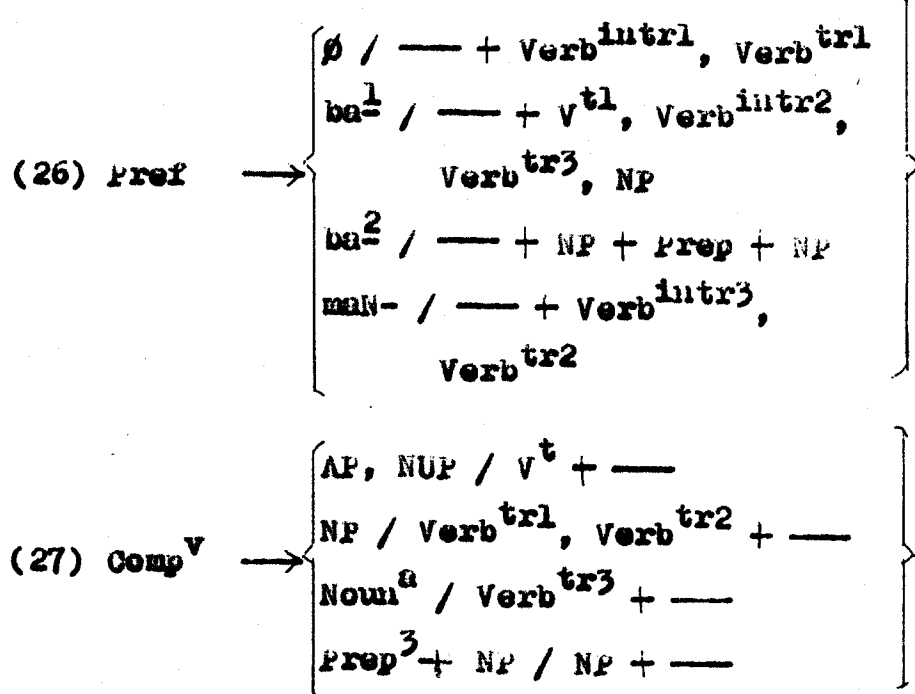 ø / — + Verb^intr1, Verb^tr1
ba-^1 / — + V^t1, Verb^intr2,
(26) Pref → Verb^tr3, NP
ba-^2 / — + NP + Prep + NP
maN- / — + Verb^intr3,
Verb^tr2
AP, NUP / V^t + —
NP / Verb^tr1, Verb^tr2 + —
(27) Comp^v →
Noun^a / Verb^tr3 + —
Prep^3 + NP / NP + —